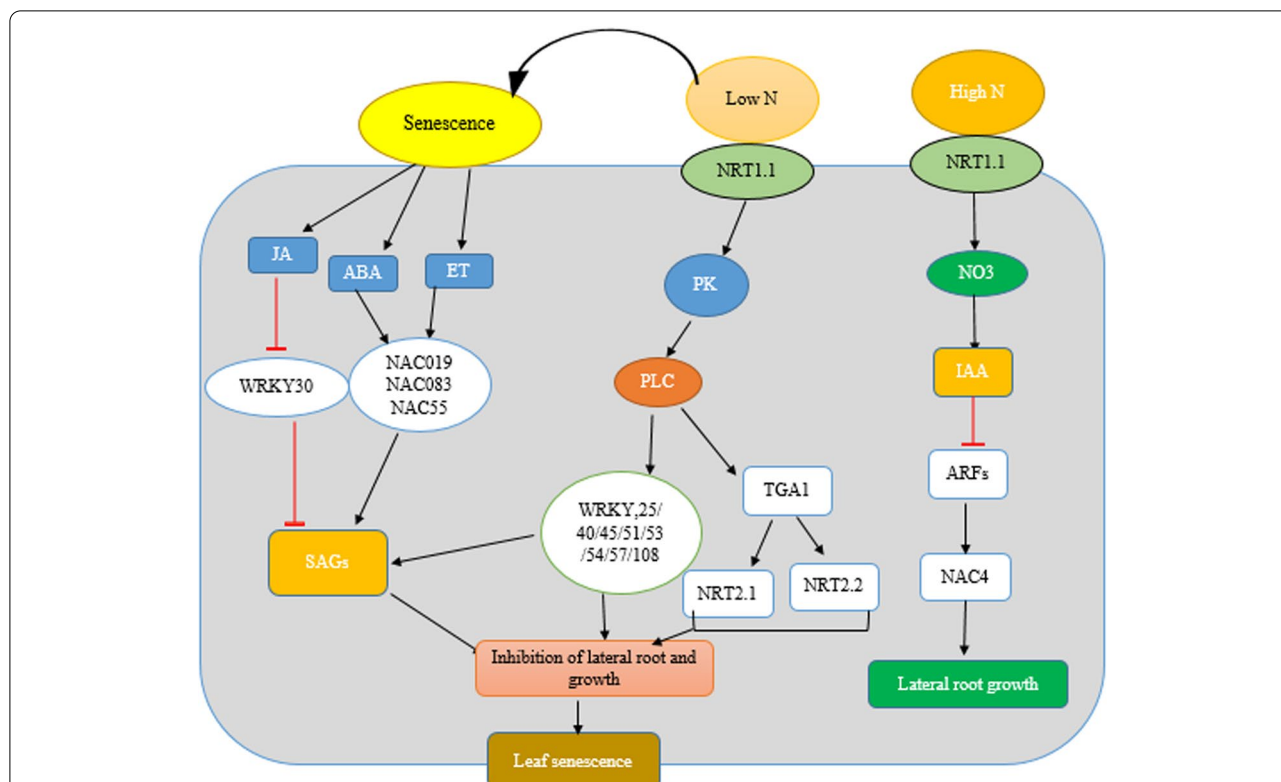 Low N
High N
Senescence
NRT1.1
NRT1.1
JA
ABA
ET
PK
NO3
WRKY30
NAC019
NAC083
NAC55
PLC
IAA
ARFs
TGA1
WRKY,25/
40/45/51/53
/54/57/108
SAGs
NRT2.1
NRT2.2
NAC4
Inhibition of lateral root and
growth
Lateral root growth
Leaf senescence